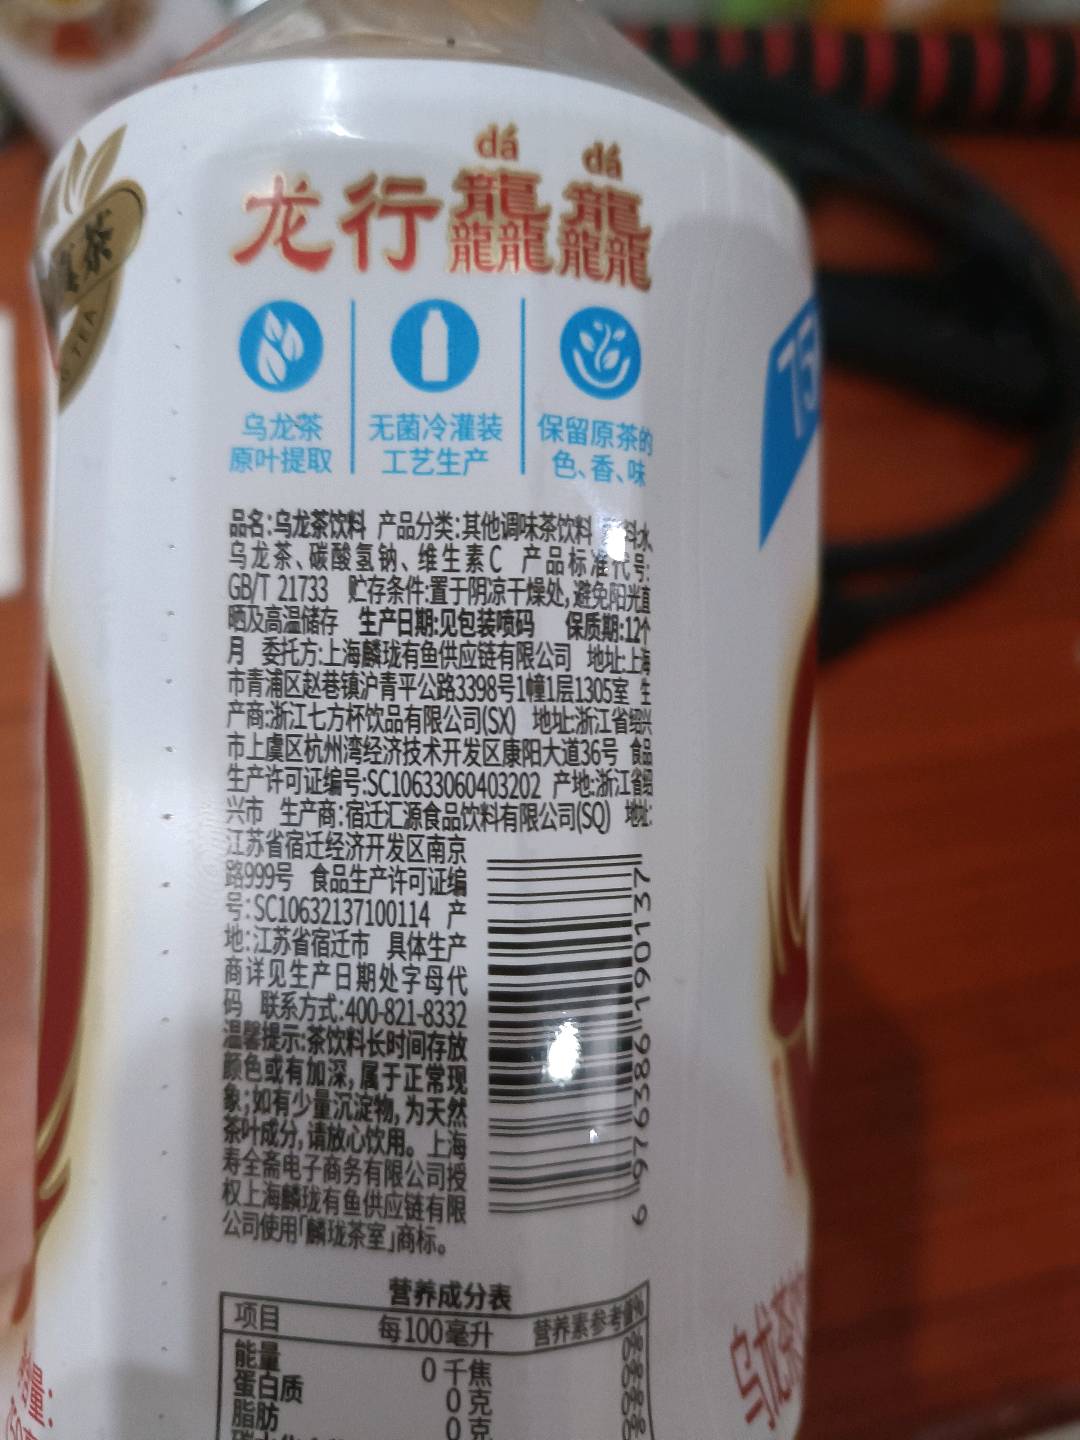 dá dá
龙行龘龘
茶
TEA
75
乌龙茶
原叶提取
无菌冷灌装
工艺生产
保留原茶的
色、香、味
品名:乌龙茶饮料 产品分类:其他调味茶饮料 料:水、
乌龙茶、碳酸氢钠、维生素C 产品标准代号:
GB/T 21733 贮存条件:置于阴凉干燥处,避免阳光直
晒及高温储存 生产日期:见包装喷码 保质期:12个
月 委托方:上海麟珑有鱼供应链有限公司 地址:上海
市青浦区赵巷镇沪青平公路3398号1幢1层1305室 生
产商:浙江七方杯饮品有限公司(SX) 地址:浙江省绍兴
市上虞区杭州湾经济技术开发区康阳大道36号 食品
生产许可证编号:SC10633060403202 产地:浙江省绍
兴市 生产商:宿迁汇源食品饮料有限公司(SQ) 地址:
江苏省宿迁经济开发区南京
路999号 食品生产许可证编
号:SC10632137100114 产
地:江苏省宿迁市 具体生产
商详见生产日期处字母代
码 联系方式:400-821-8332
温馨提示:茶饮料长时间存放
颜色或有加深,属于正常现
象;如有少量沉淀物,为天然
茶叶成分,请放心饮用。上海
寿全斋电子商务有限公司授
权上海麟珑有鱼供应链有限
公司使用「麟珑茶室」商标。
6976389190137
营养成分表
项目 每100毫升 营养素参考值%
能量 0千焦
蛋白质 0克
脂肪 0克
乌龙茶饮
量: